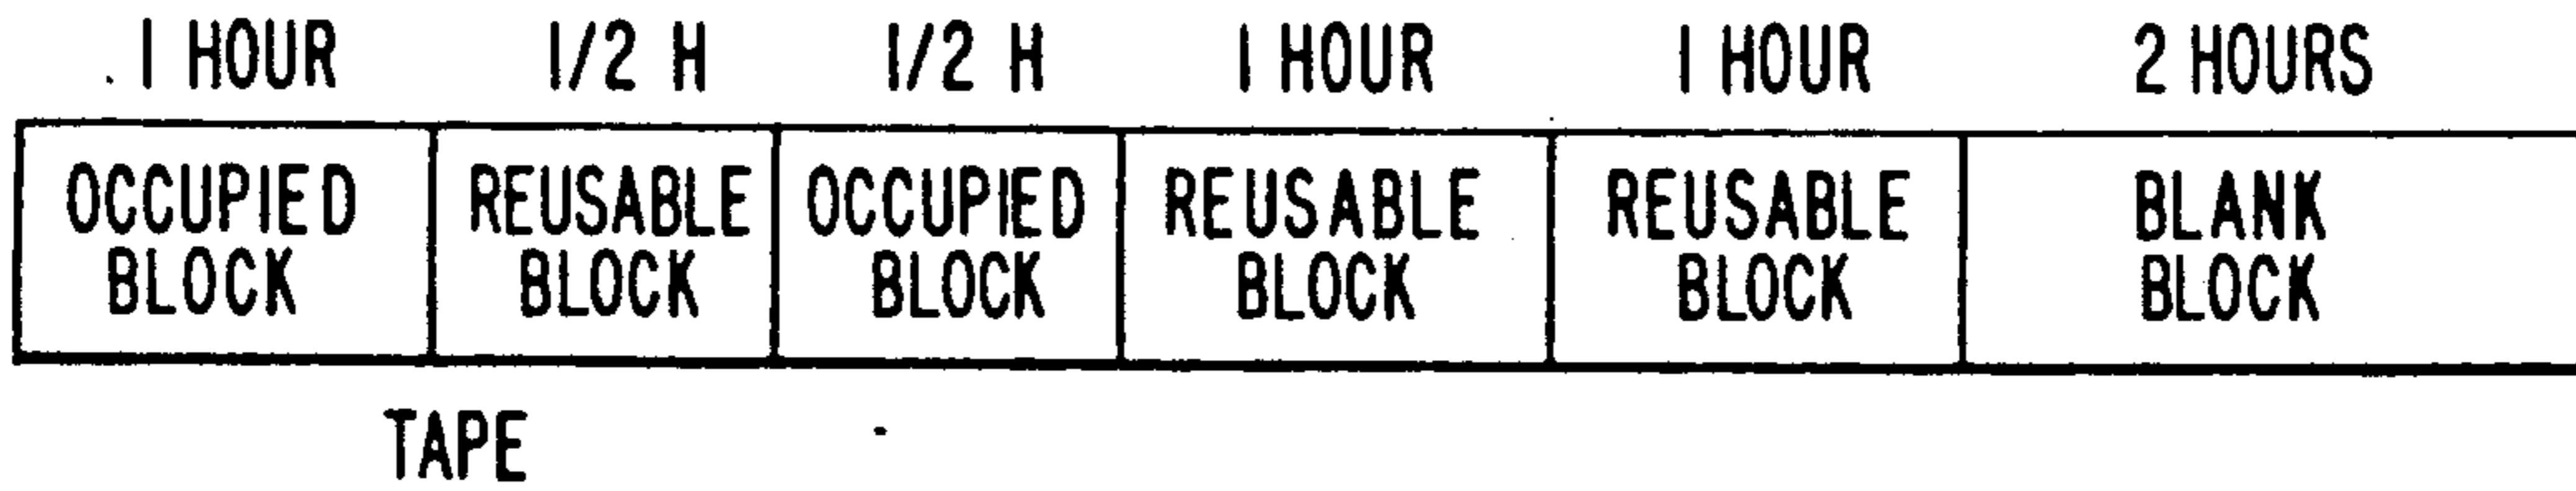 1 HOUR 1/2 H 1/2 H 1 HOUR 1 HOUR 2 HOURS
OCCUPIED REUSABLE OCCUPIED REUSABLE REUSABLE BLANK
BLOCK BLOCK BLOCK BLOCK BLOCK BLOCK
TAPE